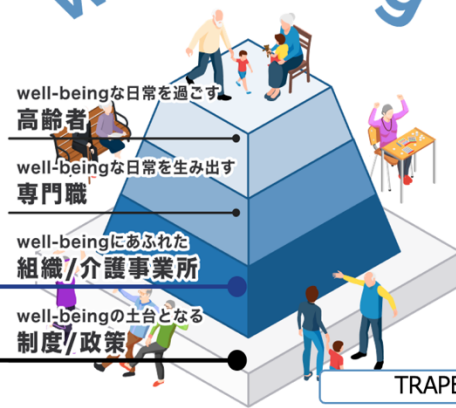 well-beingな日常を過ごす
高齢者
well-beingな日常を生み出す
専門職
well-beingにあふれた
組織/介護事業所
well-beingの土台となる
制度/政策